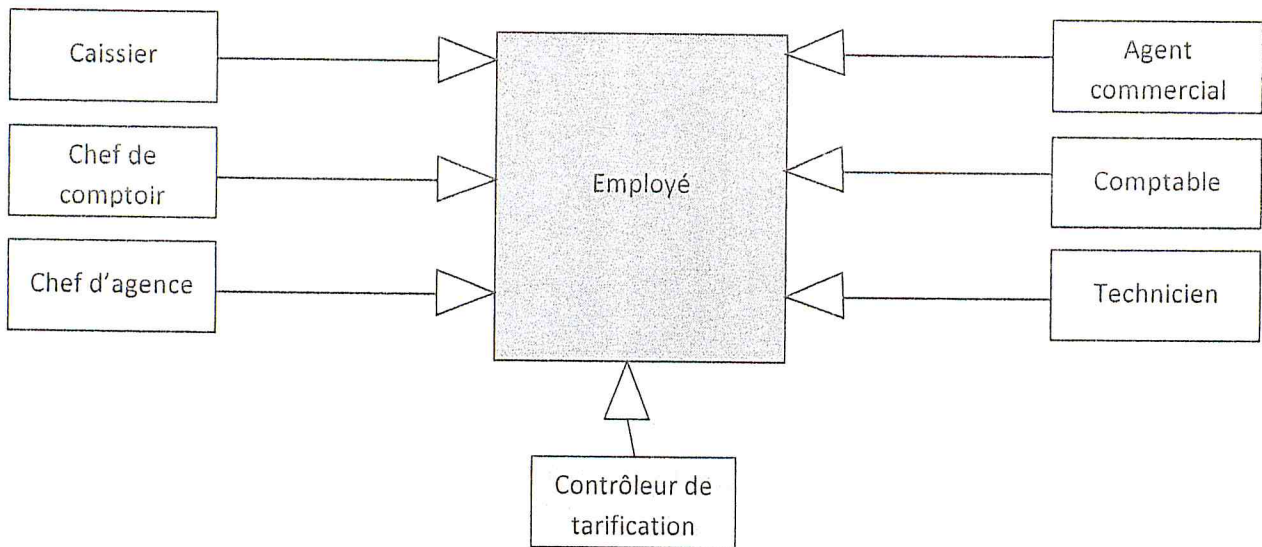 Caissier
Chef de
comptoir
Chef d'agence
Employé
Agent
commercial
Comptable
Technicien
Contrôleur de
tarification